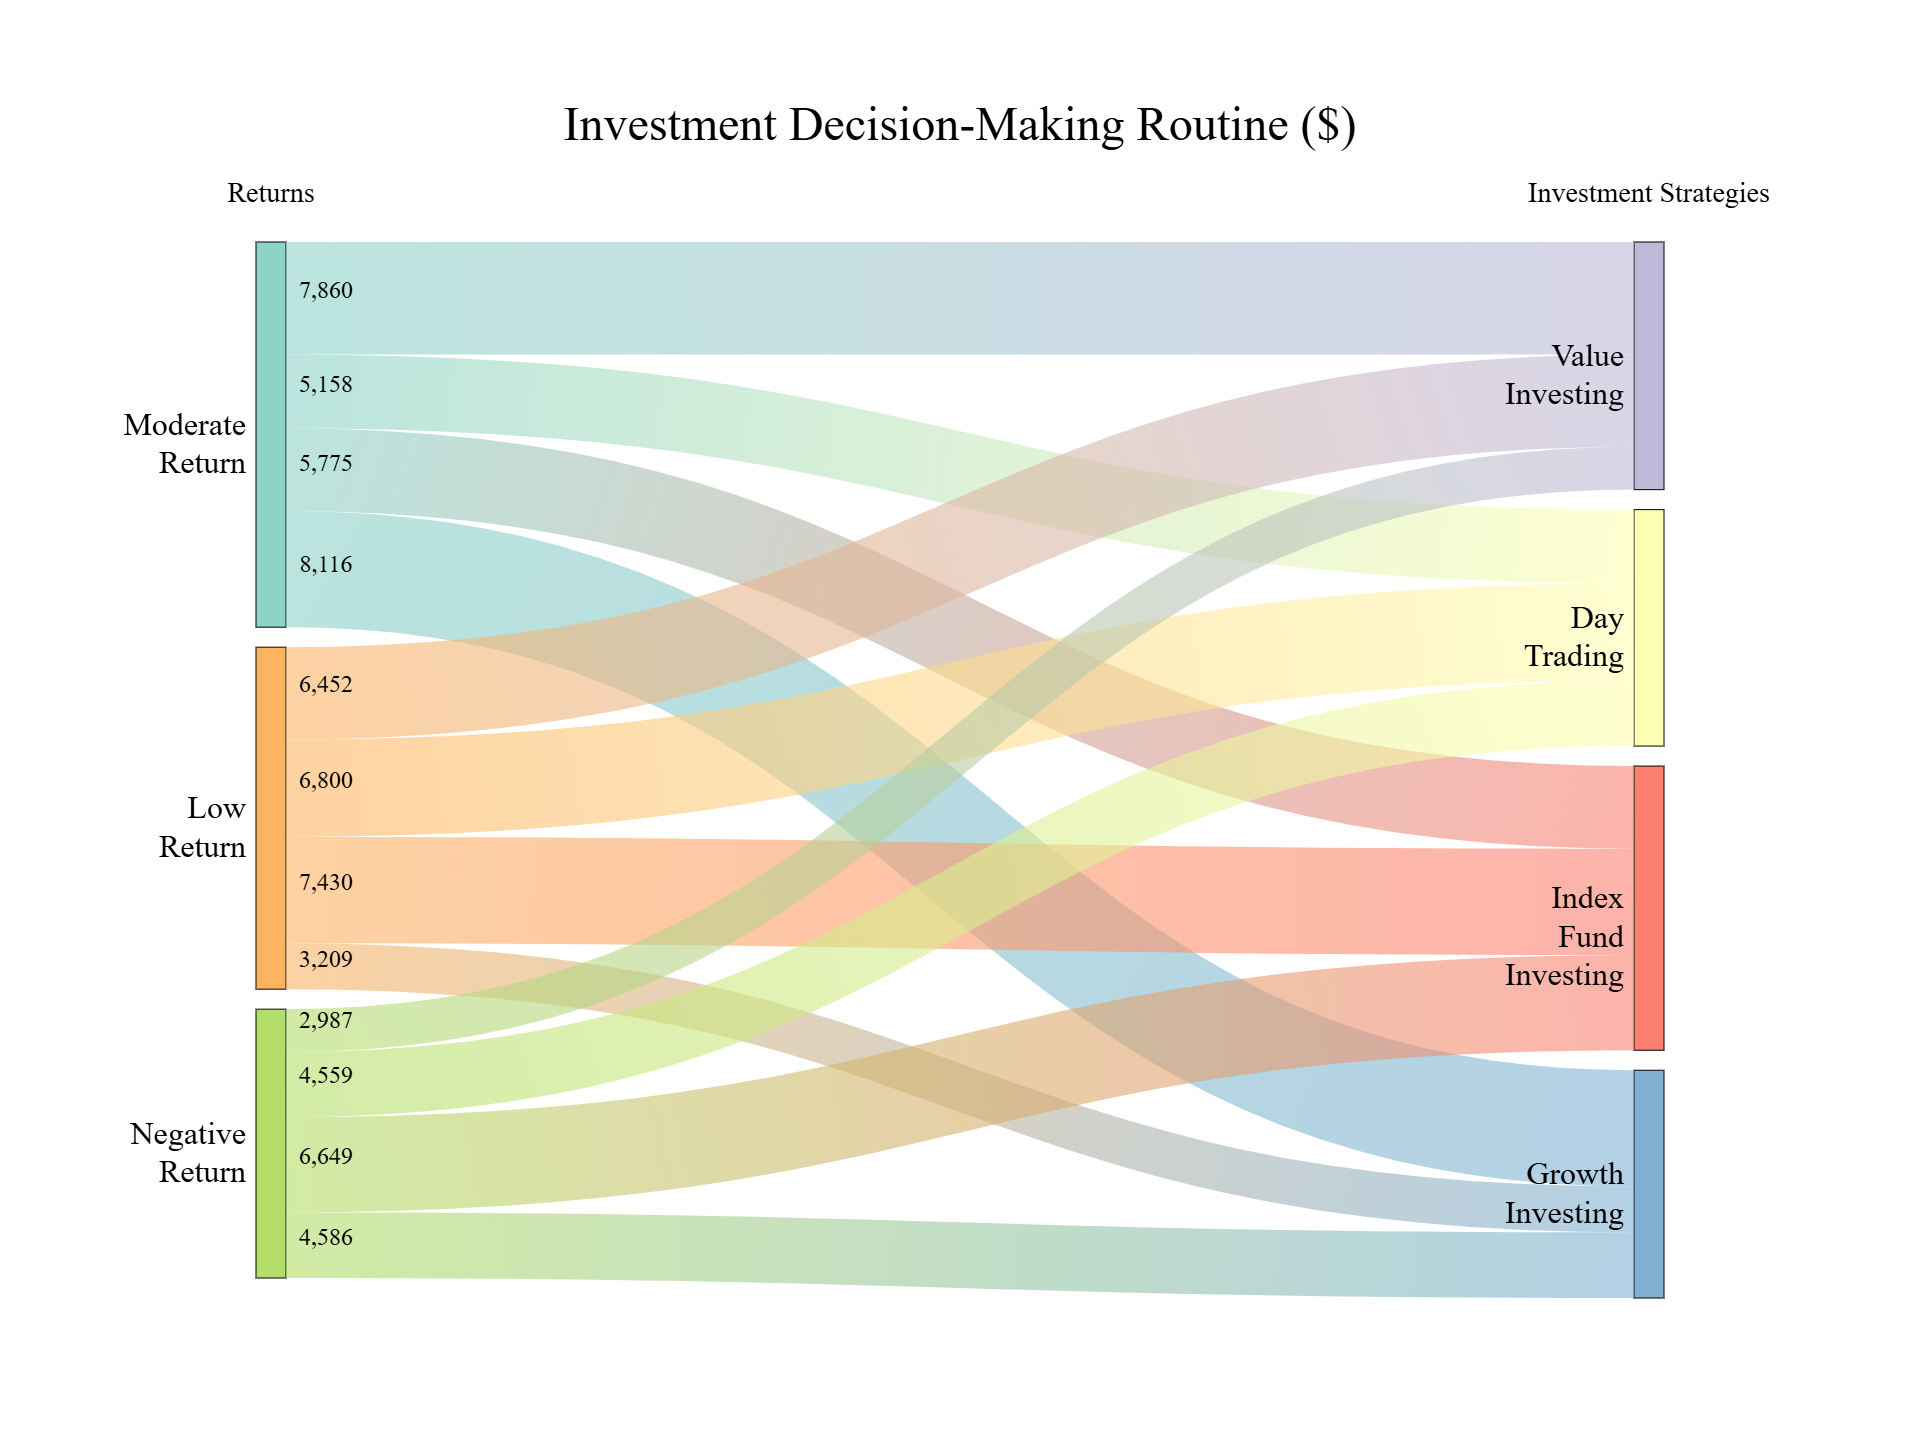 Investment Decision-Making Routine ($)
Returns
Investment Strategies
7,860
5,158
5,775
8,116
Moderate
Return
6,452
6,800
7,430
3,209
Low
Return
2,987
4,559
6,649
4,586
Negative
Return
Value
Investing
Day
Trading
Index
Fund
Investing
Growth
Investing